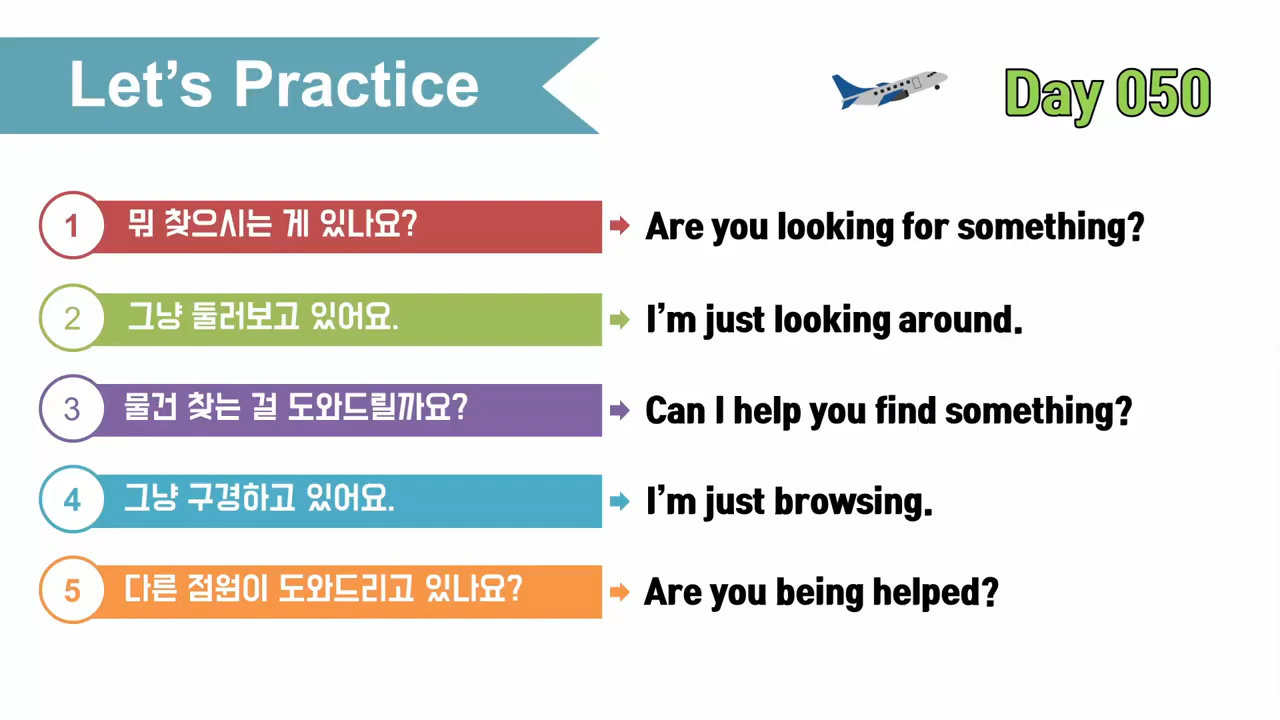 Let's Practice
Day 050
1 뭐 찾으시는 게 있나요? Are you looking for something?
2 그냥 둘러보고 있어요. I'm just looking around.
3 물건 찾는 걸 도와드릴까요? Can I help you find something?
4 그냥 구경하고 있어요. I'm just browsing.
5 다른 점원이 도와드리고 있나요? Are you being helped?